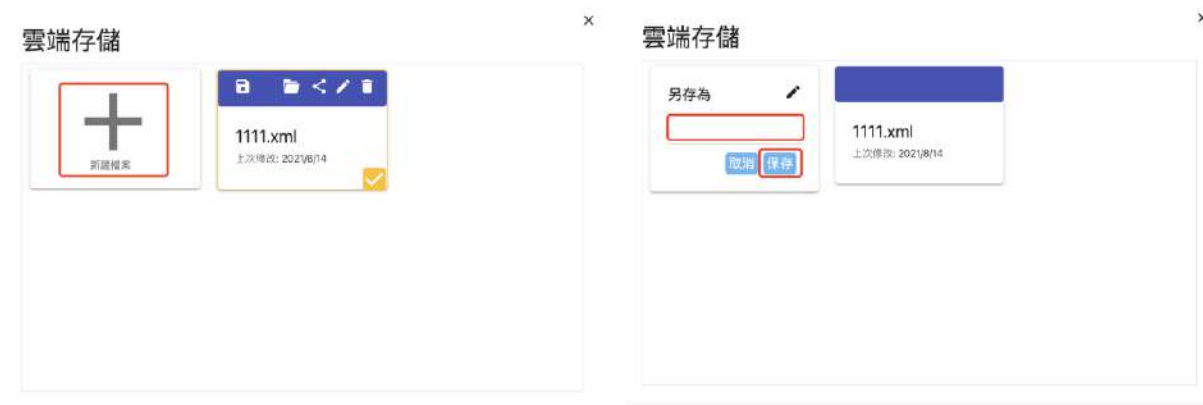 雲端存儲
新建檔案
1111.xml
上次修改: 2021/8/14
雲端存儲
另存為
取消 保存
1111.xml
上次修改: 2021/8/14